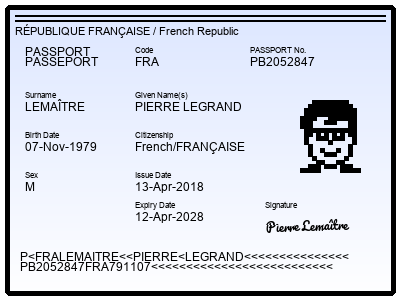 RÉPUBLIQUE FRANÇAISE / French Republic
PASSPORT
PASSEPORT
Code
FRA
PASSPORT No.
PB2052847
Surname
LEMAÎTRE
Given Name(s)
PIERRE LEGRAND
Birth Date
07-Nov-1979
Citizenship
French/FRANÇAISE
Sex
M
Issue Date
13-Apr-2018
Expiry Date
12-Apr-2028
Signature
Pierre Lemaître
P<FRALEMAITRE<<PIERRE<LEGRAND<<<<<<<<<<<<<<<
PB2052847FRA791107<<<<<<<<<<<<<<<<<<<<<<<<<<